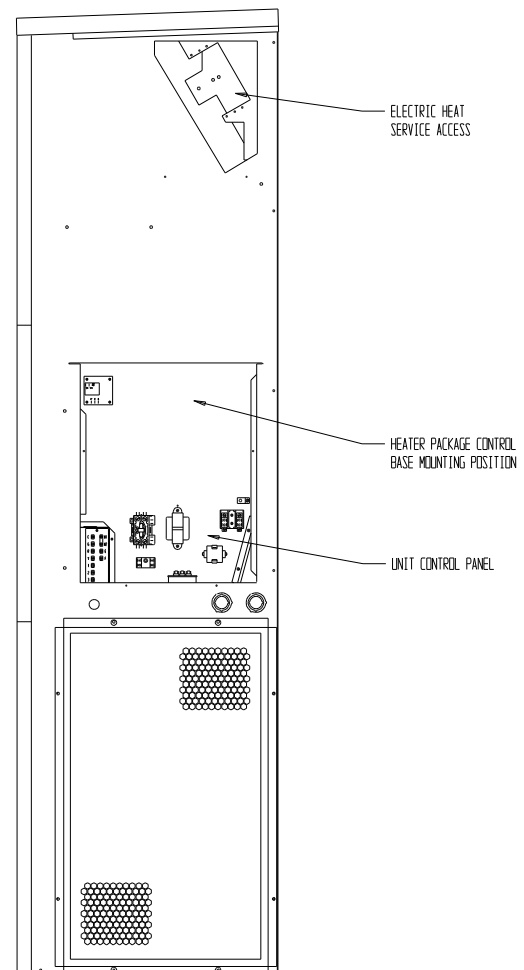 ELECTRIC HEAT
SERVICE ACCESS
HEATER PACKAGE CONTROL
BASE MOUNTING POSITION
UNIT CONTROL PANEL